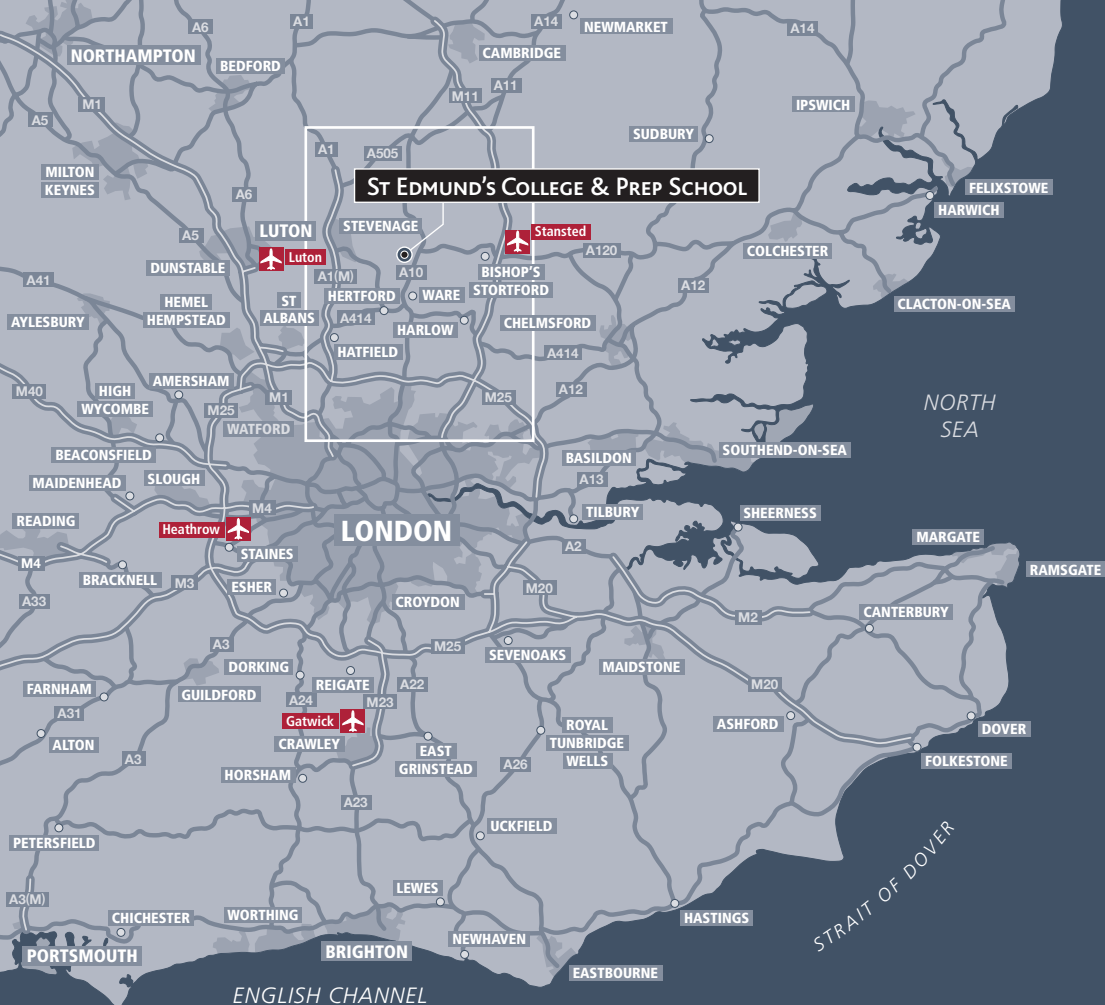 A6
A1
A14
NEWMARKET
A14
NORTHAMPTON
BEDFORD
CAMBRIDGE
M1
M11
A11
IPSWICH
A5
SUDBURY
A1
A505
MILTON
KEYNES
A6
ST EDMUND'S COLLEGE & PREP SCHOOL
FELIXSTOWE
HARWICH
A5
LUTON
STEVENAGE
Stansted
Luton
DUNSTABLE
A120
COLCHESTER
A41
A1(M)
A10
BISHOP'S
STORTFORD
A12
HEMEL
HEMPSTEAD
ST
ALBANS
HERTFORD
WARE
CLACTON-ON-SEA
AYLESBURY
A414
HARLOW
CHELMSFORD
HATFIELD
A414
M40
HIGH
WYCOMBE
AMERSHAM
M25
M1
M25
A12
NORTH
SEA
WATFORD
BEACONSFIELD
BASILDON
SOUTHEND-ON-SEA
MAIDENHEAD
SLOUGH
A13
M4
TILBURY
SHEERNESS
READING
Heathrow
LONDON
MARGATE
STAINES
A2
M4
BRACKNELL
M3
ESHER
RAMSGATE
A33
CROYDON
M20
M2
CANTERBURY
A3
M25
SEVENOAKS
MAIDSTONE
DORKING
FARNHAM
GUILDFORD
REIGATE
A22
M20
A31
A24
M23
Gatwick
ASHFORD
DOVER
ALTON
CRAWLEY
EAST
GRINSTEAD
ROYAL
TUNBRIDGE
WELLS
A3
FOLKESTONE
HORSHAM
A26
A23
UCKFIELD
PETERSFIELD
STRAIT OF DOVER
LEWES
A3(M)
CHICHESTER
WORTHING
HASTINGS
PORTSMOUTH
BRIGHTON
NEWHAVEN
EASTBOURNE
ENGLISH CHANNEL